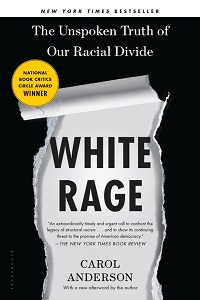 NEW YORK TIMES BESTSELLER
The Unspoken Truth of
Our Racial Divide
NATIONAL
BOOK CRITICS
CIRCLE AWARD
WINNER
WHITE
RAGE
"An extraordinarily timely and urgent call to confront the
legacy of structural racism . . . and to show its continuing
threat to the promise of American democracy."
—THE NEW YORK TIMES BOOK REVIEW
CAROL
ANDERSON
With a new afterword by the author
BLOOMSBURY